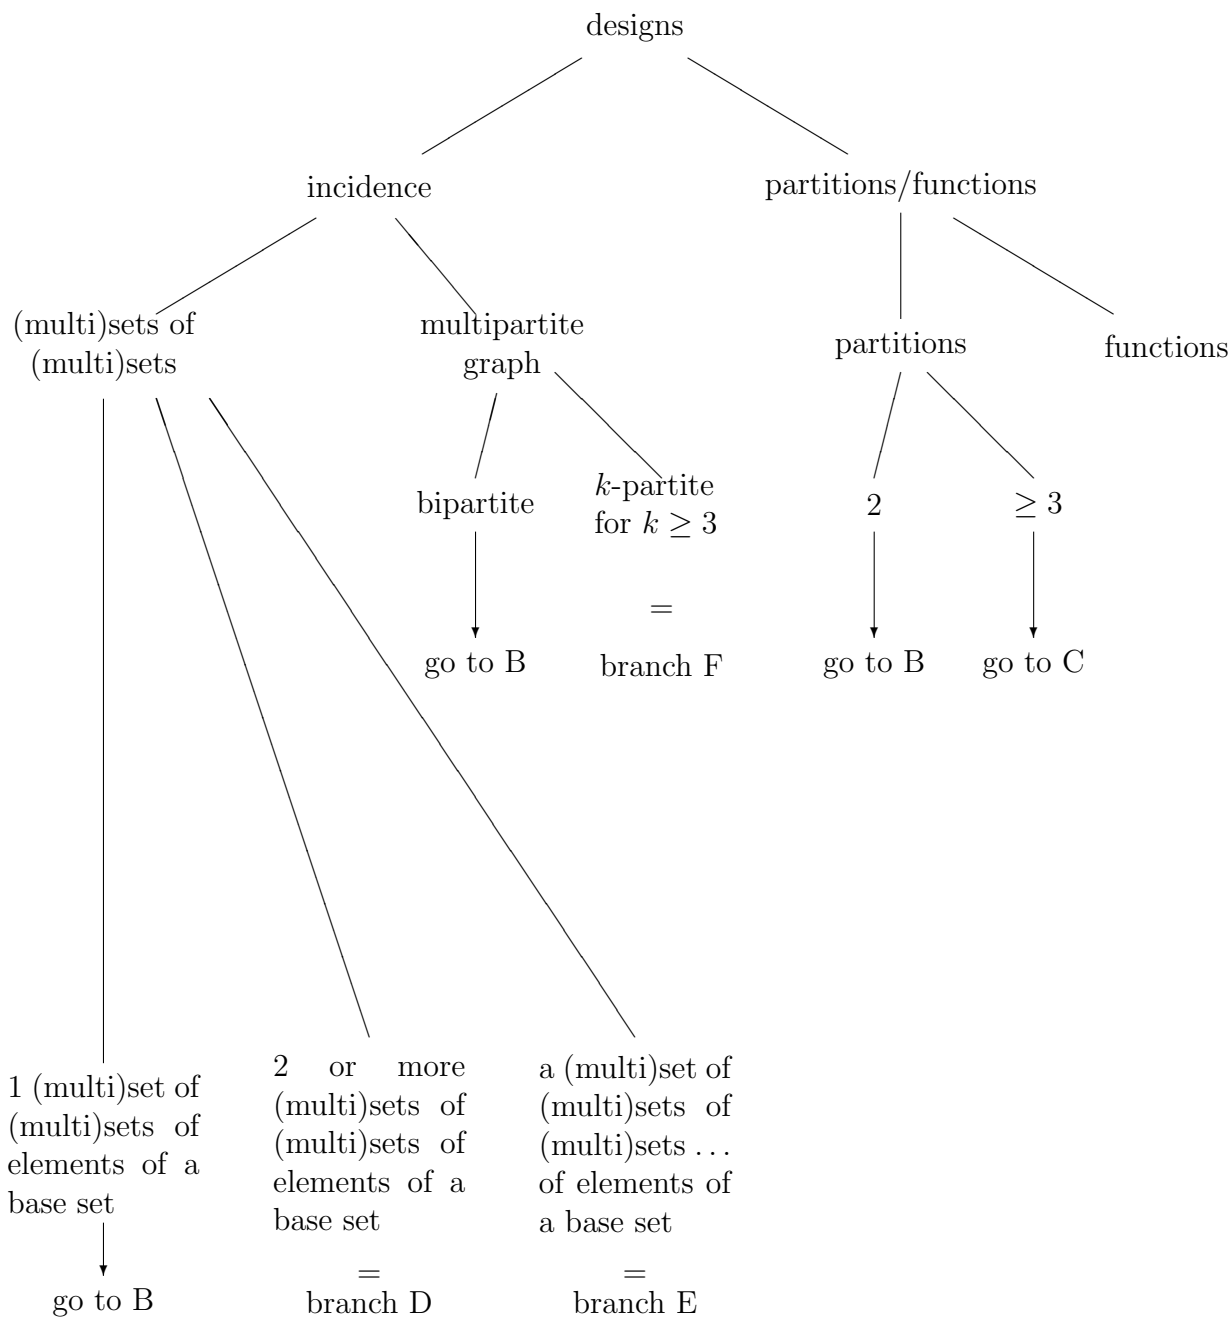 designs
incidence
partitions/functions
(multi)sets of
(multi)sets
multipartite
graph
partitions
functions
bipartite
k-partite
for k ≥ 3
2
≥ 3
=
go to B
branch F
go to B
go to C
1 (multi)set of
(multi)sets of
elements of a
base set
go to B
2 or more
(multi)sets of
(multi)sets of
elements of a
base set
=
branch D
a (multi)set of
(multi)sets of
(multi)sets ...
of elements of
a base set
=
branch E